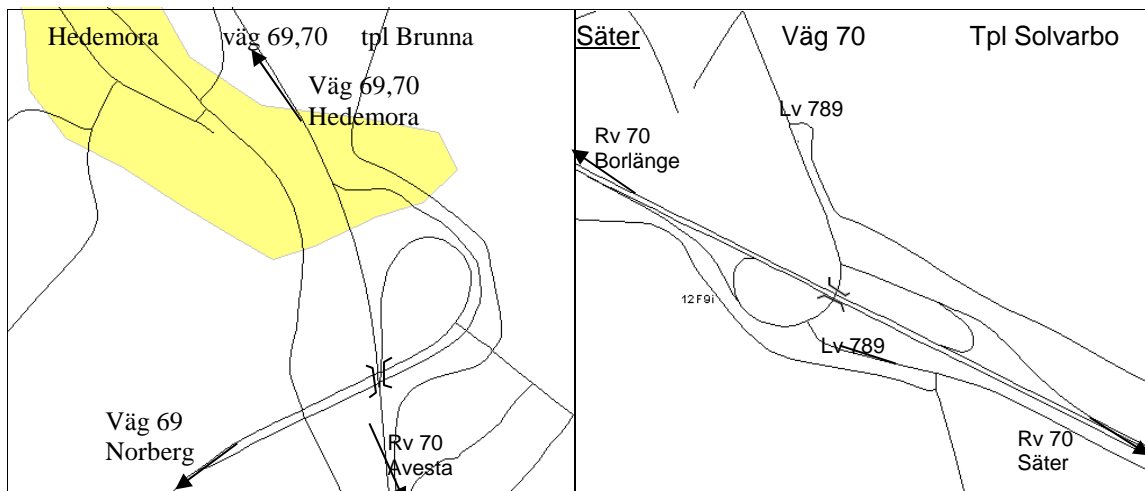 Hedemora väg 69,70 tpl Brunna
Väg 69,70
Hedemora
Väg 69
Norberg
Rv 70
Avesta
Säter Väg 70 Tpl Solvarbo
Lv 789
Rv 70
Borlänge
12F9i
Lv 789
Rv 70
Säter